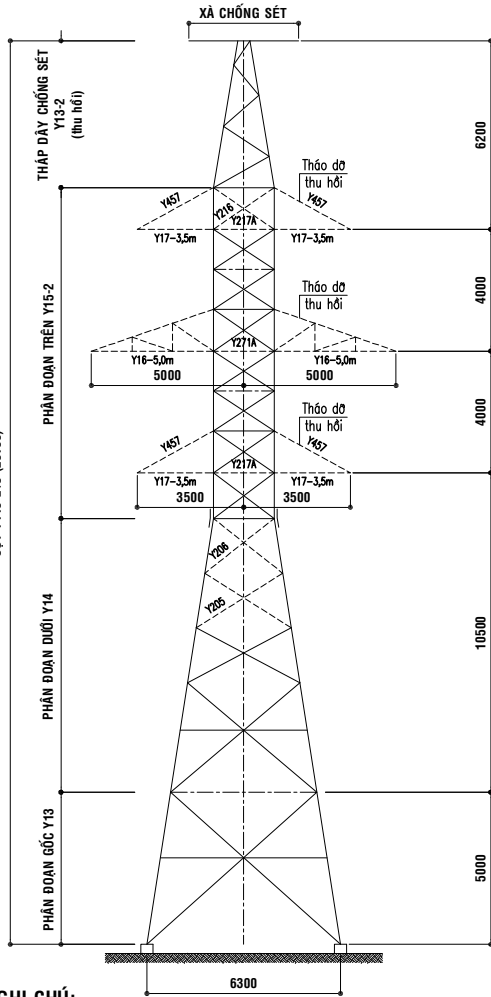 XÀ CHỐNG SÉT
THÁP DÂY CHỐNG SÉT
Y13-2
(thu hồi)
6200
Tháo dỡ
thu hồi
Y457
Y216
Y457
Y217A
Y17-3,5m
Y17-3,5m
4000
Tháo dỡ
thu hồi
PHÂN ĐOẠN TRÊN Y15-2
Y271A
Y16-5,0m
Y16-5,0m
5000
5000
4000
Tháo dỡ
thu hồi
Y457
Y457
Y217A
Y17-3,5m
Y17-3,5m
3500
3500
Y206
Y205
PHÂN ĐOẠN DƯỚI Y14
10500
PHÂN ĐOẠN GỐC Y13
5000
6300